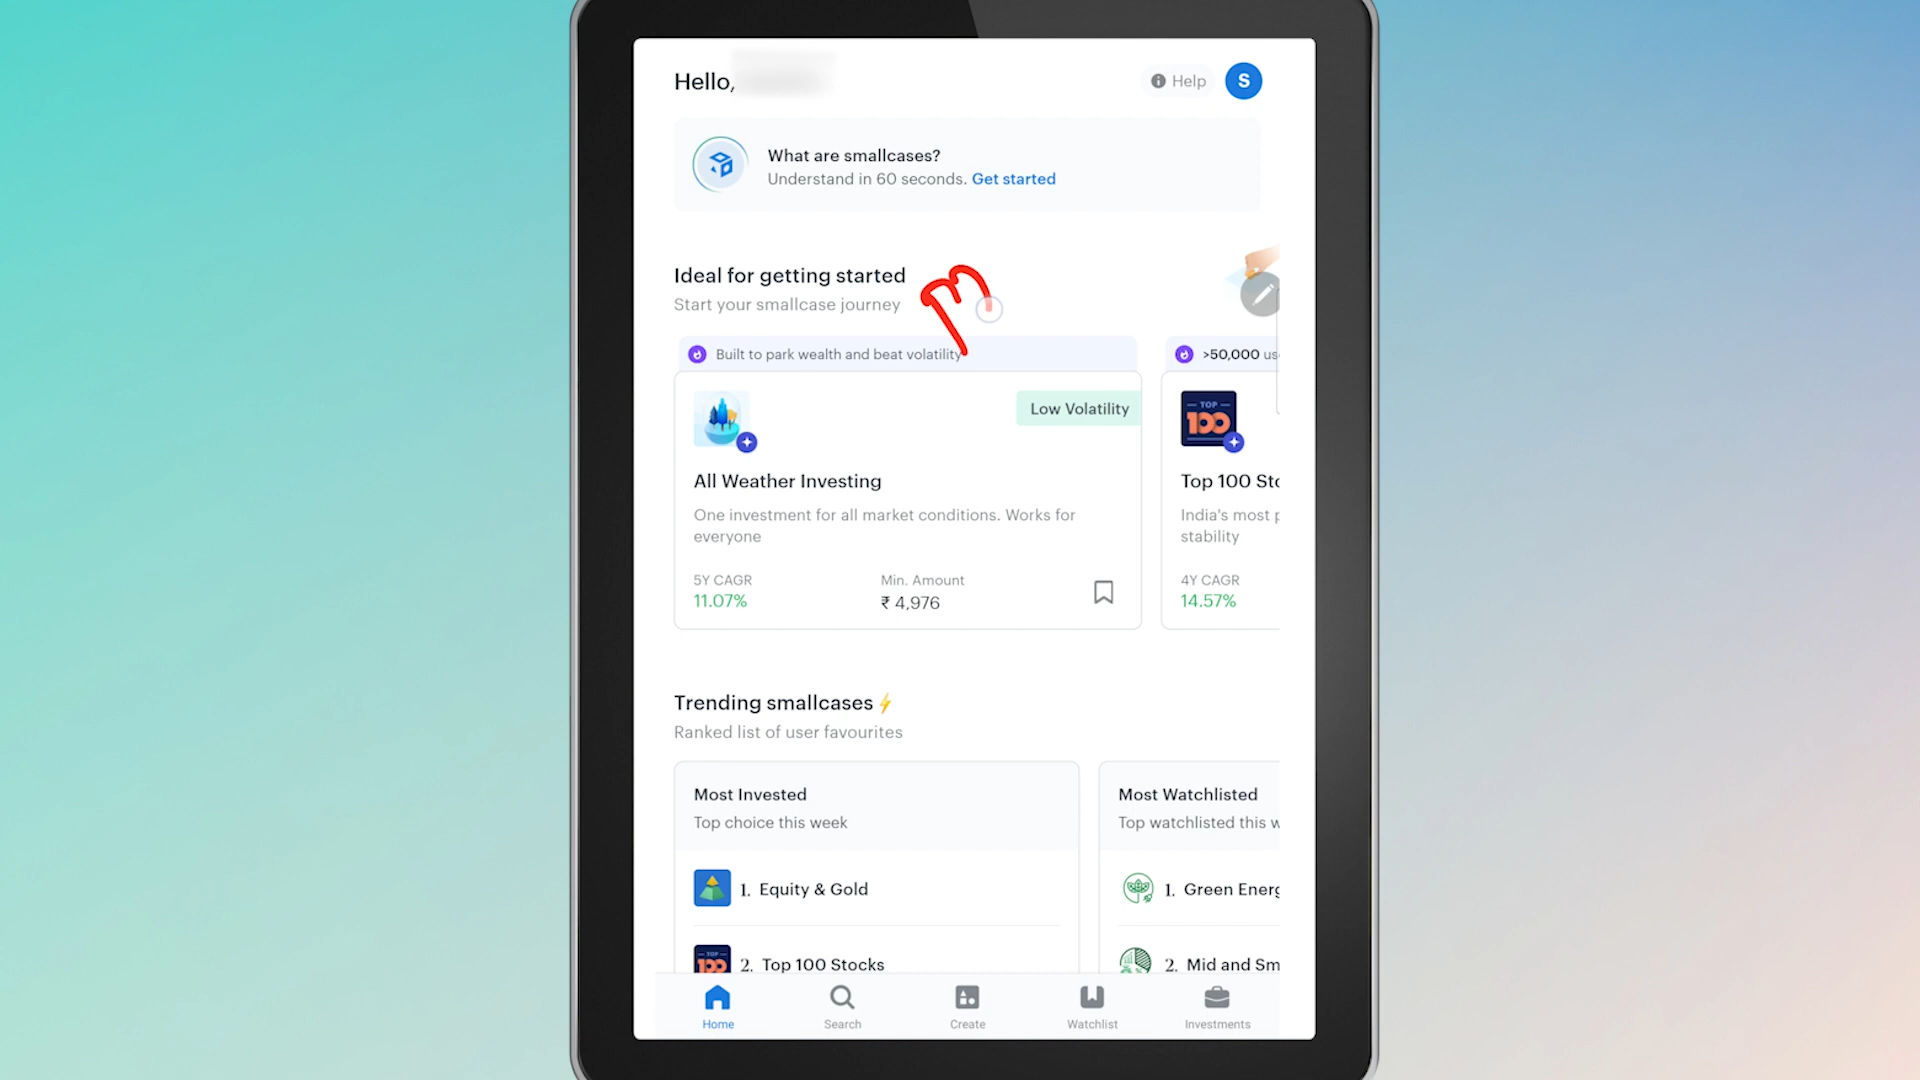 Hello,
Help
S
What are smallcases?
Understand in 60 seconds. Get started
Ideal for getting started
Start your smallcase journey
Built to park wealth and beat volatility
>50,000
Low Volatility
TOP
100
All Weather Investing
Top 100
One investment for all market conditions. Works for
everyone
India's most
stability
5Y CAGR
11.07%
Min. Amount
₹ 4,976
4Y CAGR
14.57%
Trending smallcases
Ranked list of user favourites
Most Invested
Top choice this week
Most Watchlisted
Top watchlisted this
1. Equity & Gold
1. Green
TOP
100
2. Top 100 Stocks
2. Mid and
Home
Search
Create
Watchlist
Investments